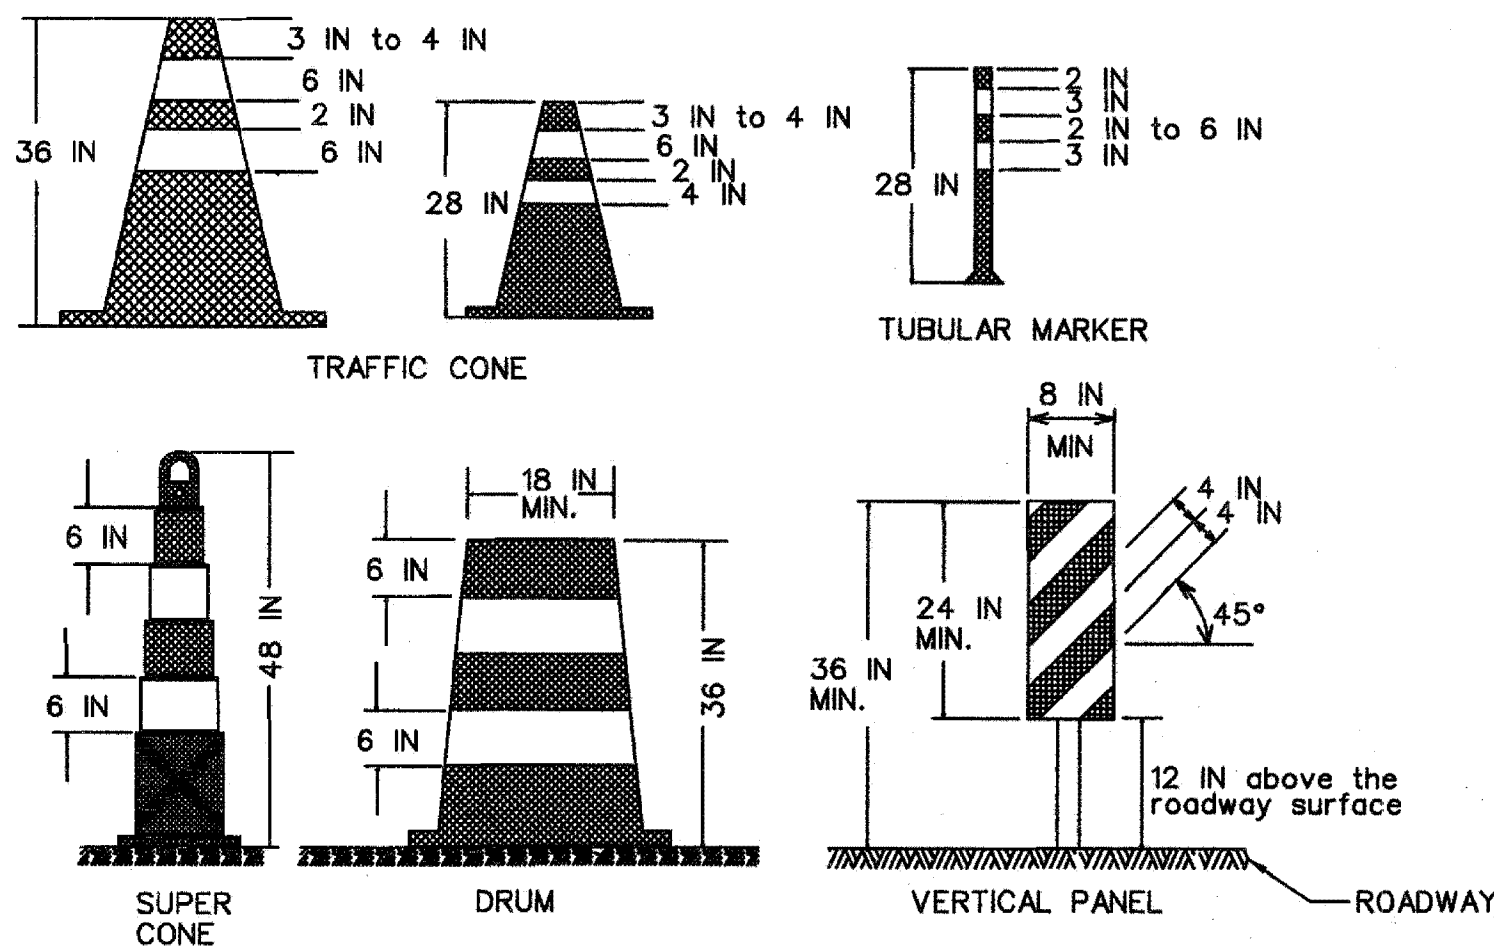 3 IN to 4 IN
6 IN
2 IN
6 IN
36 IN
TRAFFIC CONE
3 IN to 4 IN
6 IN
2 IN
4 IN
28 IN
2 IN
3 IN
2 IN to 6 IN
3 IN
28 IN
TUBULAR MARKER
6 IN
6 IN
48 IN
SUPER
CONE
18 IN
MIN.
6 IN
6 IN
36 IN
DRUM
8 IN
MIN
4 IN
4 IN
45°
24 IN
MIN.
36 IN
MIN.
12 IN above the
roadway surface
VERTICAL PANEL
ROADWAY